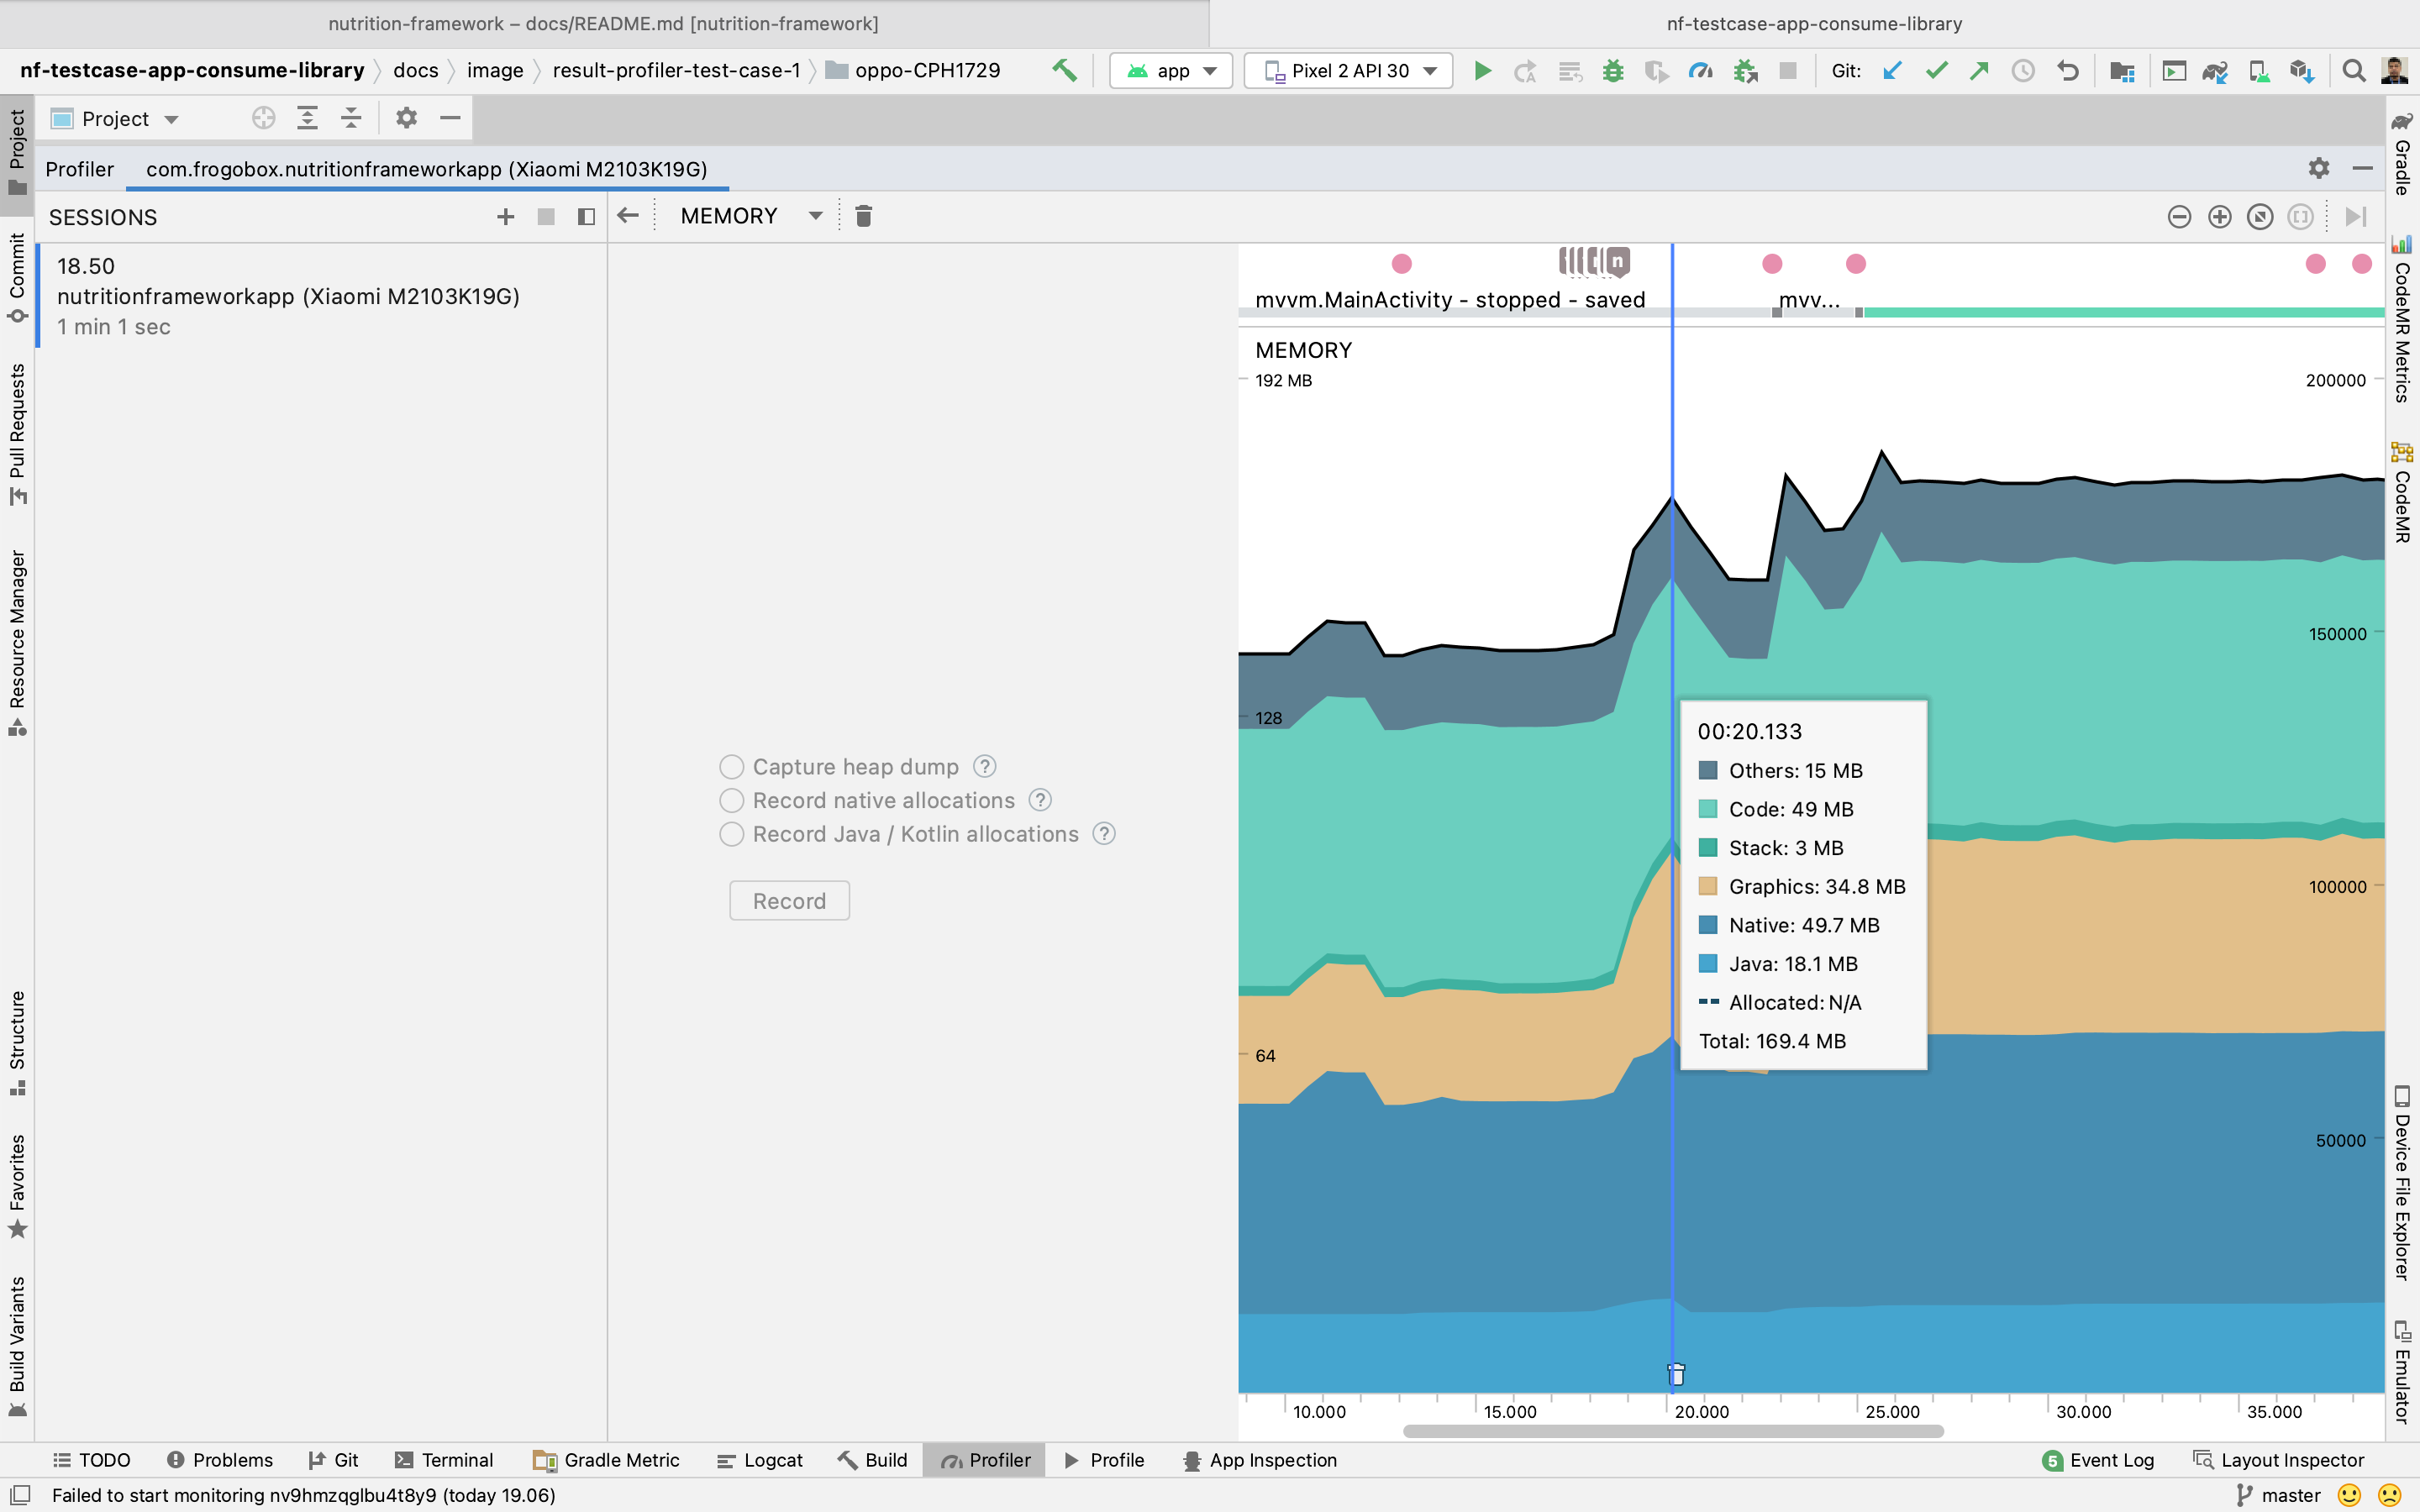 nutrition-framework – docs/README.md [nutrition-framework]
nf-testcase-app-consume-library
nf-testcase-app-consume-library docs image result-profiler-test-case-1 oppo-CPH1729
app
Pixel 2 API 30
Git:
Project
Project
Commit
Pull Requests
Resource Manager
Structure
Favorites
Build Variants
Profiler
com.frogobox.nutritionframeworkapp (Xiaomi M2103K19G)
SESSIONS
MEMORY
18.50
nutritionframeworkapp (Xiaomi M2103K19G)
1 min 1 sec
Capture heap dump ?
Record native allocations ?
Record Java / Kotlin allocations ?
Record
n
mvvm.MainActivity - stopped - saved
mvv...
MEMORY
192 MB
128
64
200000
150000
100000
50000
00:20.133
Others: 15 MB
Code: 49 MB
Stack: 3 MB
Graphics: 34.8 MB
Native: 49.7 MB
Java: 18.1 MB
Allocated: N/A
Total: 169.4 MB
10.000
15.000
20.000
25.000
30.000
35.000
Gradle
CodeMR Metrics
CodeMR
Device File Explorer
Emulator
TODO
Problems
Git
Terminal
Gradle Metric
Logcat
Build
Profiler
Profile
App Inspection
5 Event Log
Layout Inspector
Failed to start monitoring nv9hmzqglbu4t8y9 (today 19.06)
master